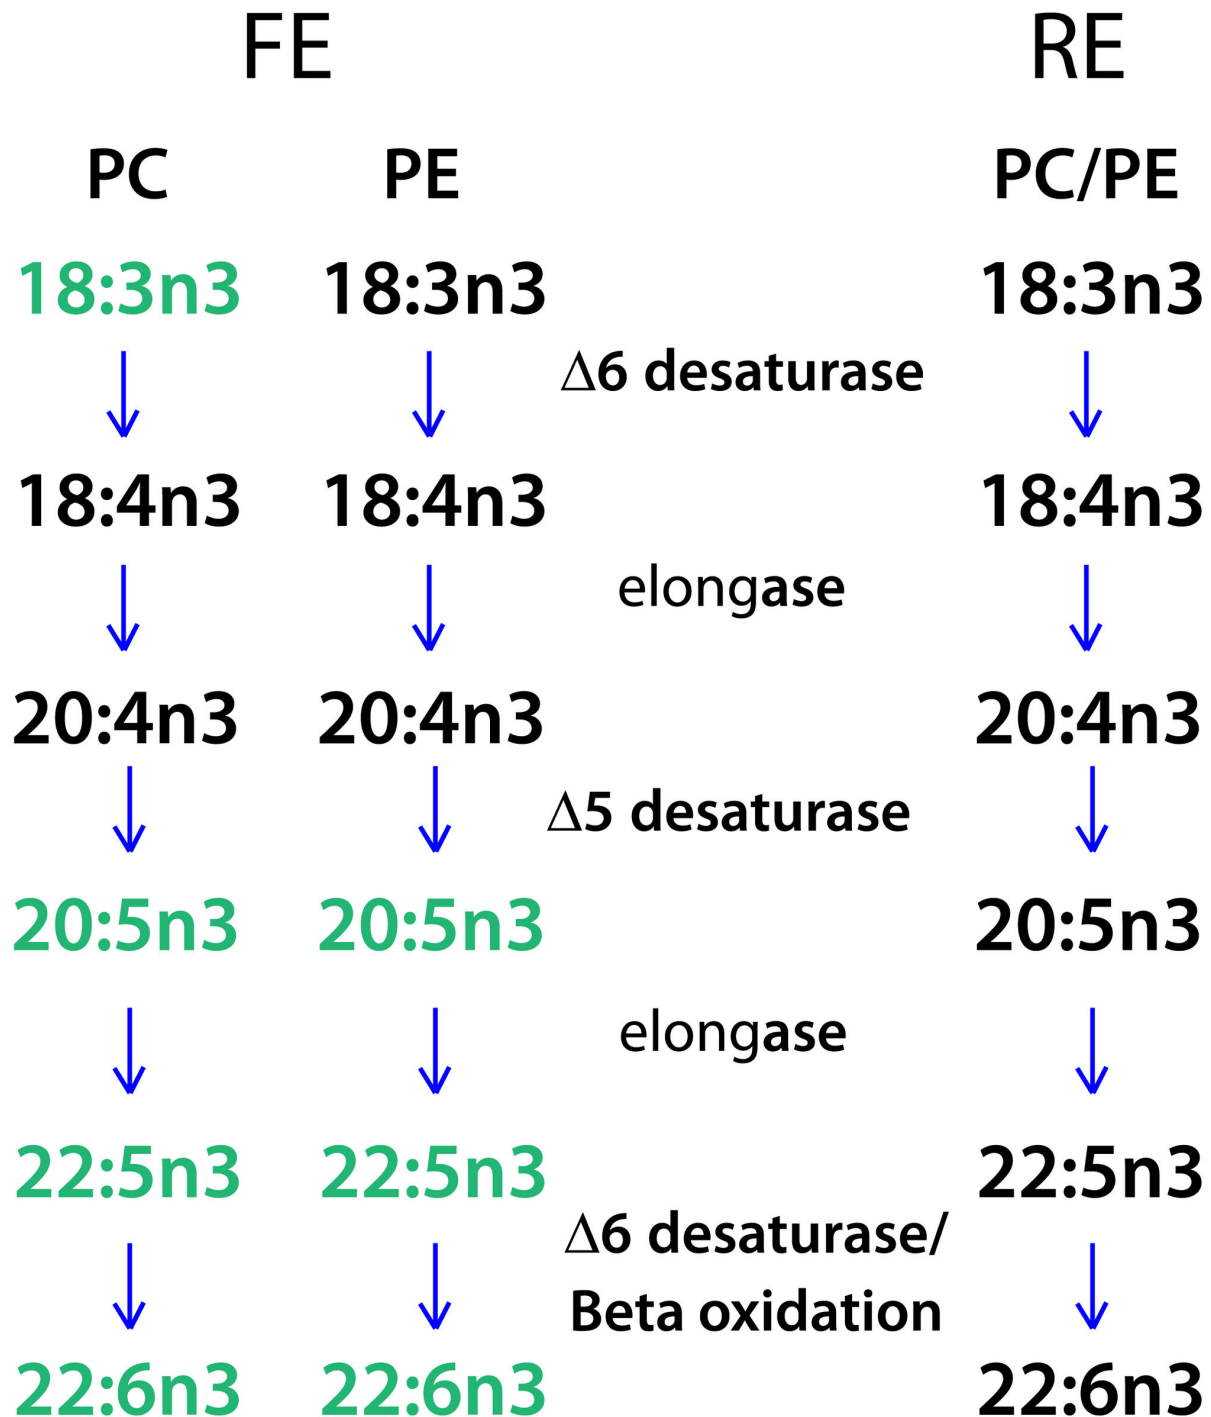 FE RE
PC PE PC/PE
18:3n3 18:3n3 18:3n3
Δ6 desaturase
18:4n3 18:4n3 18:4n3
elongase
20:4n3 20:4n3 20:4n3
Δ5 desaturase
20:5n3 20:5n3 20:5n3
elongase
22:5n3 22:5n3 22:5n3
Δ6 desaturase/
Beta oxidation
22:6n3 22:6n3 22:6n3